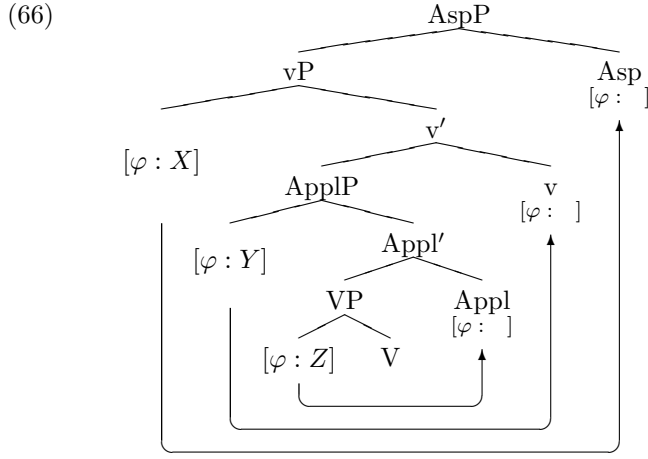 (66) AspP
vP Asp
[φ: ]
v′
[φ : X]
ApplP v
[φ: ]
Appl′
[φ : Y]
VP Appl
[φ: ]
[φ : Z] V